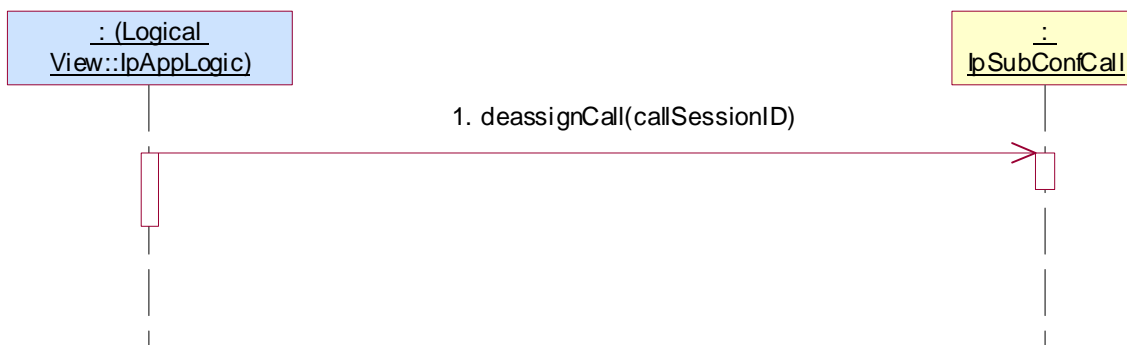 : (Logical
View::IpAppLogic)
:
IpSubConfCall
1. deassignCall(callSessionID)